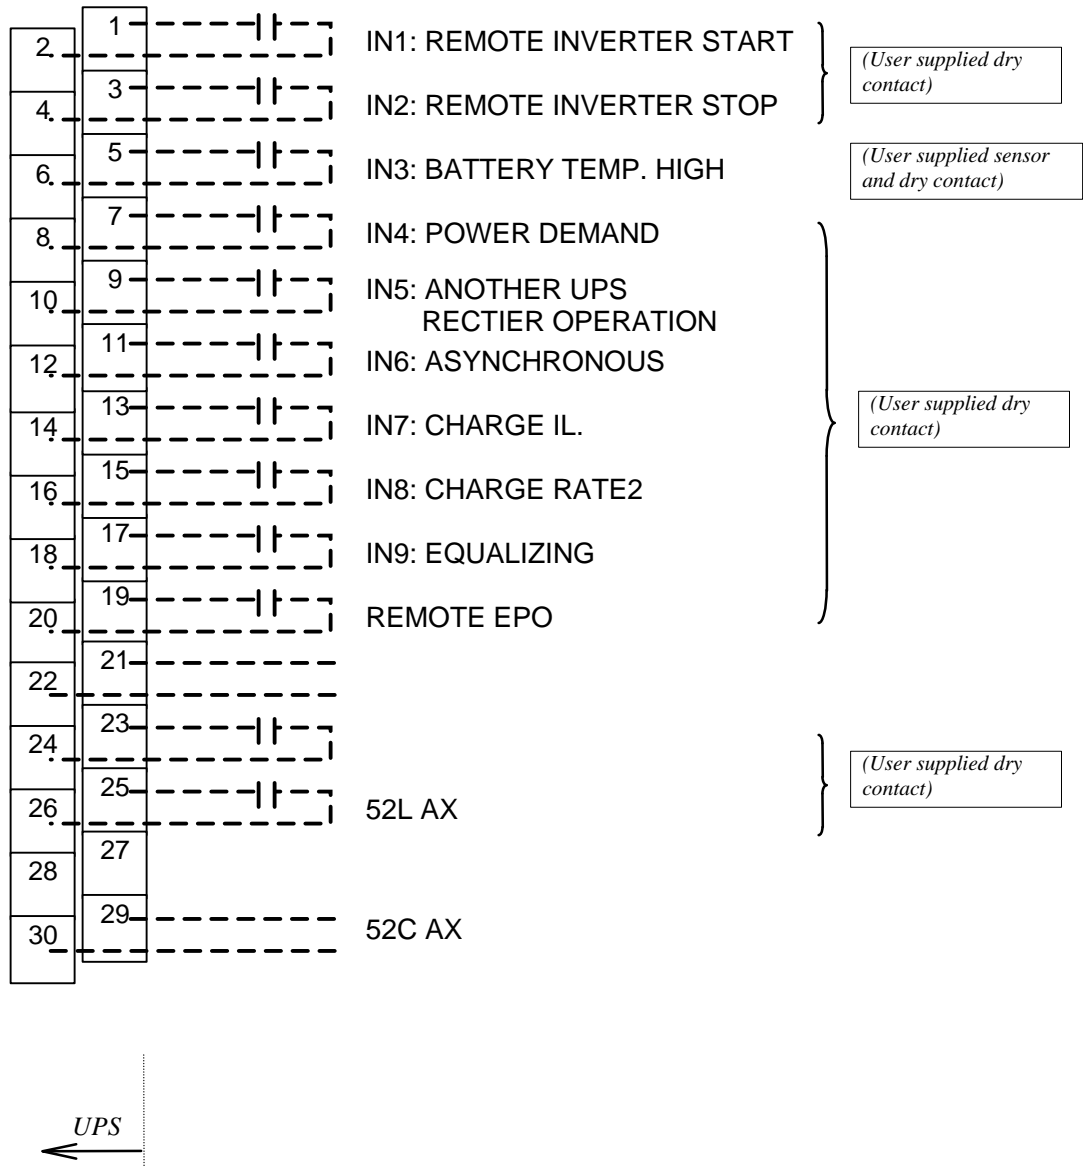 1
2
IN1: REMOTE INVERTER START
(User supplied dry
contact)
3
4
IN2: REMOTE INVERTER STOP
5
6
IN3: BATTERY TEMP. HIGH
(User supplied sensor
and dry contact)
7
8
IN4: POWER DEMAND
9
10
IN5: ANOTHER UPS
RECTIER OPERATION
11
12
IN6: ASYNCHRONOUS
13
14
IN7: CHARGE IL.
(User supplied dry
contact)
15
16
IN8: CHARGE RATE2
17
18
IN9: EQUALIZING
19
20
REMOTE EPO
21
22
23
24
25
26
52L AX
(User supplied dry
contact)
27
28
29
30
52C AX
UPS